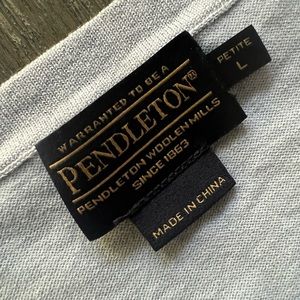 WARRANTED TO BE A
PENDLETON®
PENDLETON WOOLEN MILLS
SINCE 1863
PETITE
L
MADE IN CHINA